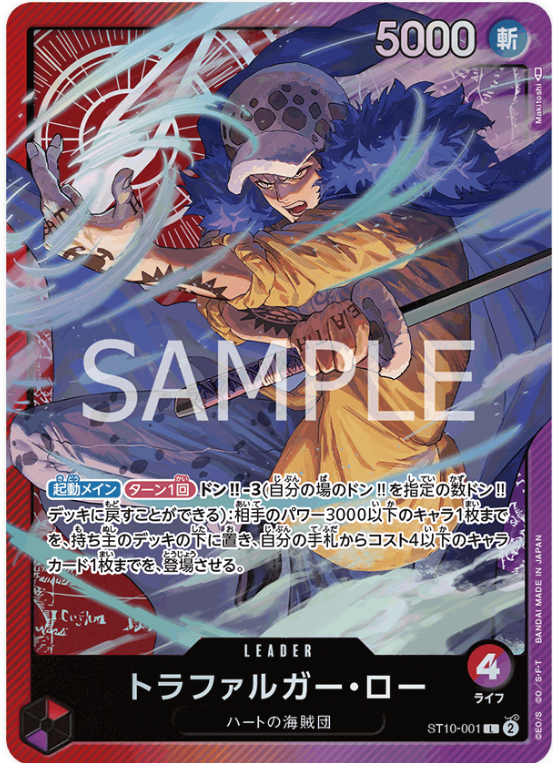 5000 斬
Makitoshi
SAMPLE
起動メイン ターン1回 ドン!!-3(自分の場のドン!!を指定の数ドン!!
デッキに戻すことができる):相手のパワー3000以下のキャラ1枚まで
を、持ち主のデッキの下に置き、自分の手札からコスト4以下のキャラ
カード1枚までを、登場させる。
LEADER
トラファルガー・ロー
ハートの海賊団
4
ライフ
ST10-001 L 2
©E.O/S ©O/S・F・T BANDAI MADE IN JAPAN